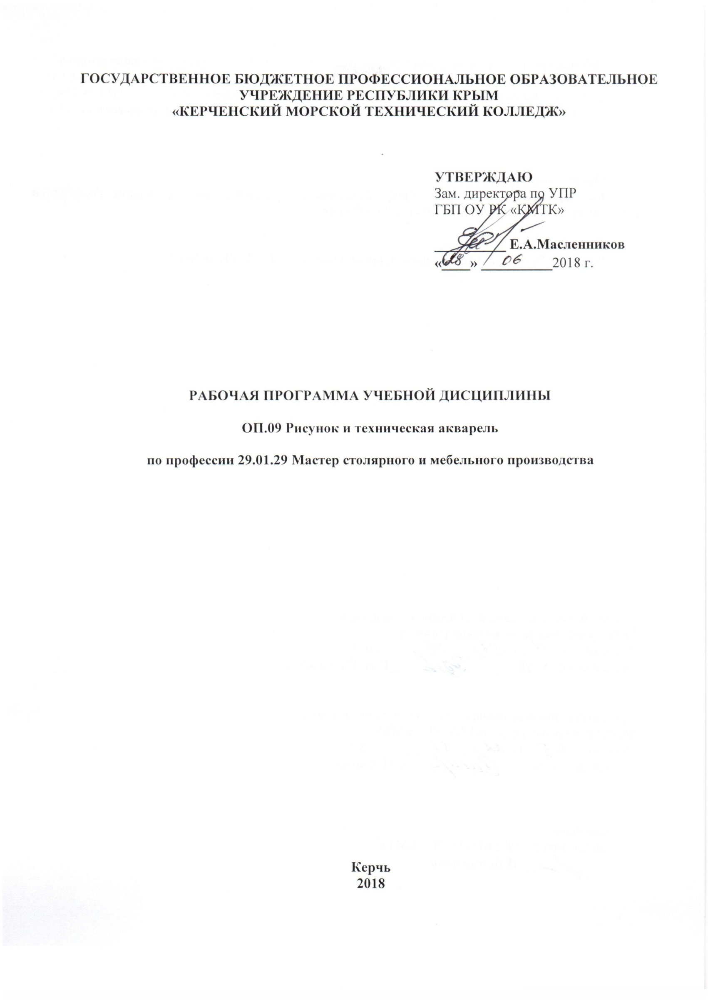 ГОСУДАРСТВЕННОЕ БЮДЖЕТНОЕ ПРОФЕССИОНАЛЬНОЕ ОБРАЗОВАТЕЛЬНОЕ
УЧРЕЖДЕНИЕ РЕСПУБЛИКИ КРЫМ
«КЕРЧЕНСКИЙ МОРСКОЙ ТЕХНИЧЕСКИЙ КОЛЛЕДЖ»
УТВЕРЖДАЮ
Зам. директора по УПР
ГБП ОУ РК «КМТК»
Е.А.Масленников
«28» 06 2018 г.
РАБОЧАЯ ПРОГРАММА УЧЕБНОЙ ДИСЦИПЛИНЫ
ОП.09 Рисунок и техническая акварель
по профессии 29.01.29 Мастер столярного и мебельного производства
Керчь
2018